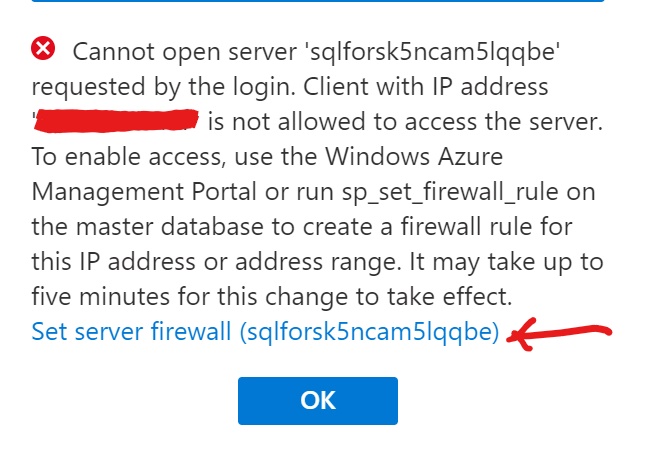 Cannot open server 'sqlforsk5ncam5lqqbe'
requested by the login. Client with IP address
is not allowed to access the server.
To enable access, use the Windows Azure
Management Portal or run sp_set_firewall_rule on
the master database to create a firewall rule for
this IP address or address range. It may take up to
five minutes for this change to take effect.
Set server firewall (sqlforsk5ncam5lqqbe)
OK